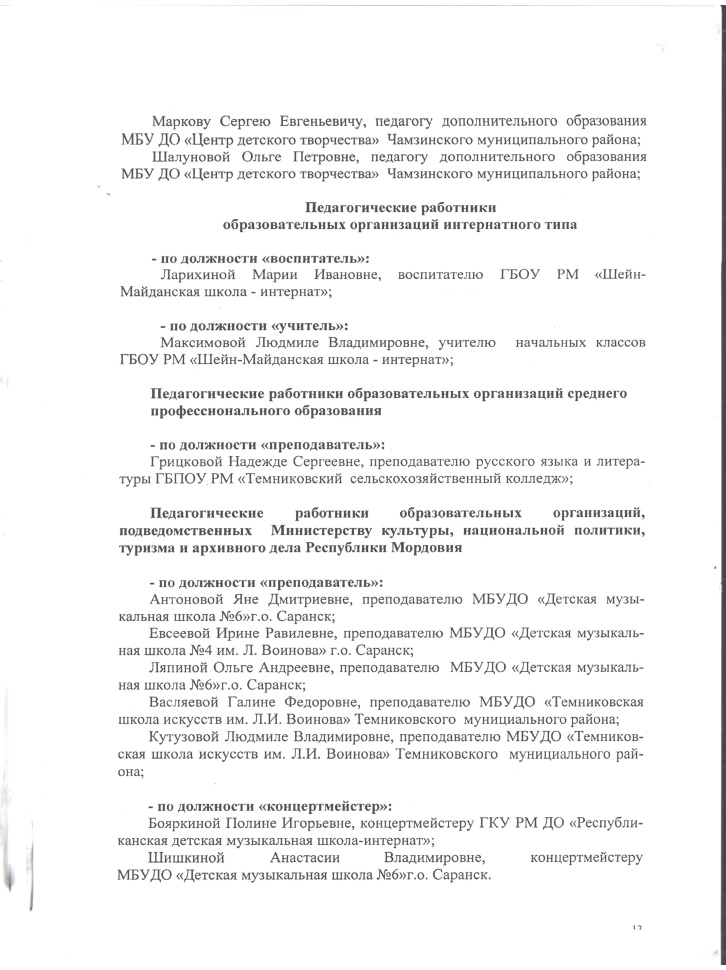 Маркову Сергею Евгеньевичу, педагогу дополнительного образования
МБУ ДО «Центр детского творчества» Чамзинского муниципального района;
Шалуновой Ольге Петровне, педагогу дополнительного образования
МБУ ДО «Центр детского творчества» Чамзинского муниципального района;
Педагогические работники
образовательных организаций интернатного типа
- по должности «воспитатель»:
Ларихиной Марии Ивановне, воспитателю ГБОУ РМ «Шейн-
Майданская школа - интернат»;
- по должности «учитель»:
Максимовой Людмиле Владимировне, учителю начальных классов
ГБОУ РМ «Шейн-Майданская школа - интернат»;
Педагогические работники образовательных организаций среднего
профессионального образования
- по должности «преподаватель»:
Грицковой Надежде Сергеевне, преподавателю русского языка и литера-
туры ГБПОУ РМ «Темниковский сельскохозяйственный колледж»;
Педагогические работники образовательных организаций,
подведомственных Министерству культуры, национальной политики,
туризма и архивного дела Республики Мордовия
- по должности «преподаватель»:
Антоновой Яне Дмитриевне, преподавателю МБУДО «Детская музы-
кальная школа №6»г.о. Саранск;
Евсеевой Ирине Равилевне, преподавателю МБУДО «Детская музыкаль-
ная школа №4 им. Л. Воинова» г.о. Саранск;
Ляпиной Ольге Андреевне, преподавателю МБУДО «Детская музыкаль-
ная школа №6»г.о. Саранск;
Васляевой Галине Федоровне, преподавателю МБУДО «Темниковская
школа искусств им. Л.И. Воинова» Темниковского муниципального района;
Кутузовой Людмиле Владимировне, преподавателю МБУДО «Темников-
ская школа искусств им. Л.И. Воинова» Темниковского муниципального рай-
она;
- по должности «концертмейстер»:
Бояркиной Полине Игорьевне, концертмейстеру ГКУ РМ ДО «Республи-
канская детская музыкальная школа-интернат»;
Шишкиной Анастасии Владимировне, концертмейстеру
МБУДО «Детская музыкальная школа №6»г.о. Саранск.